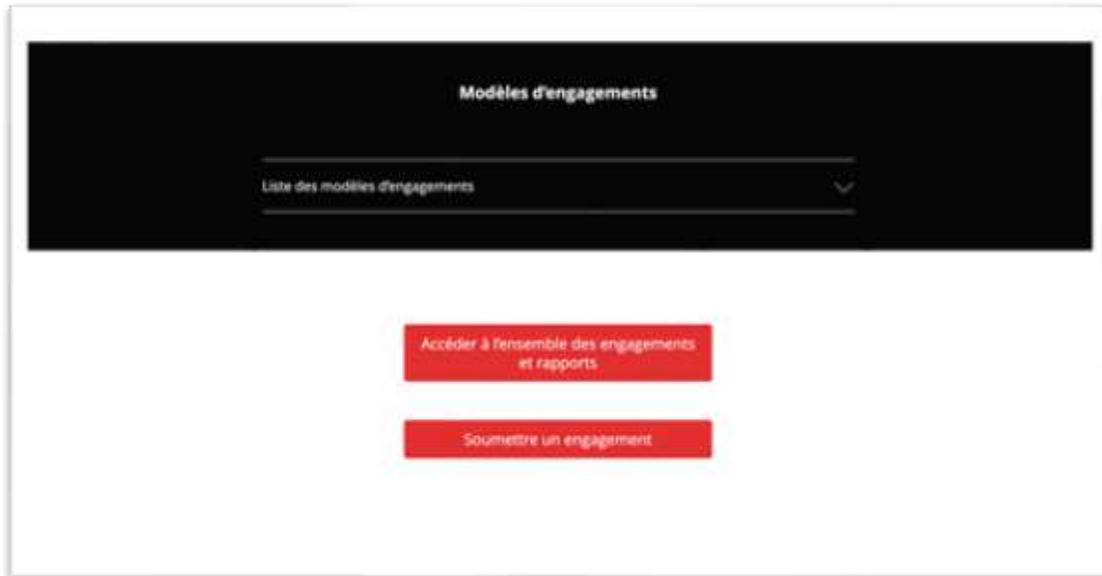 Modèles d'engagements
Liste des modèles d'engagements
Accéder à l'ensemble des engagements
et rapports
Soumettre un engagement